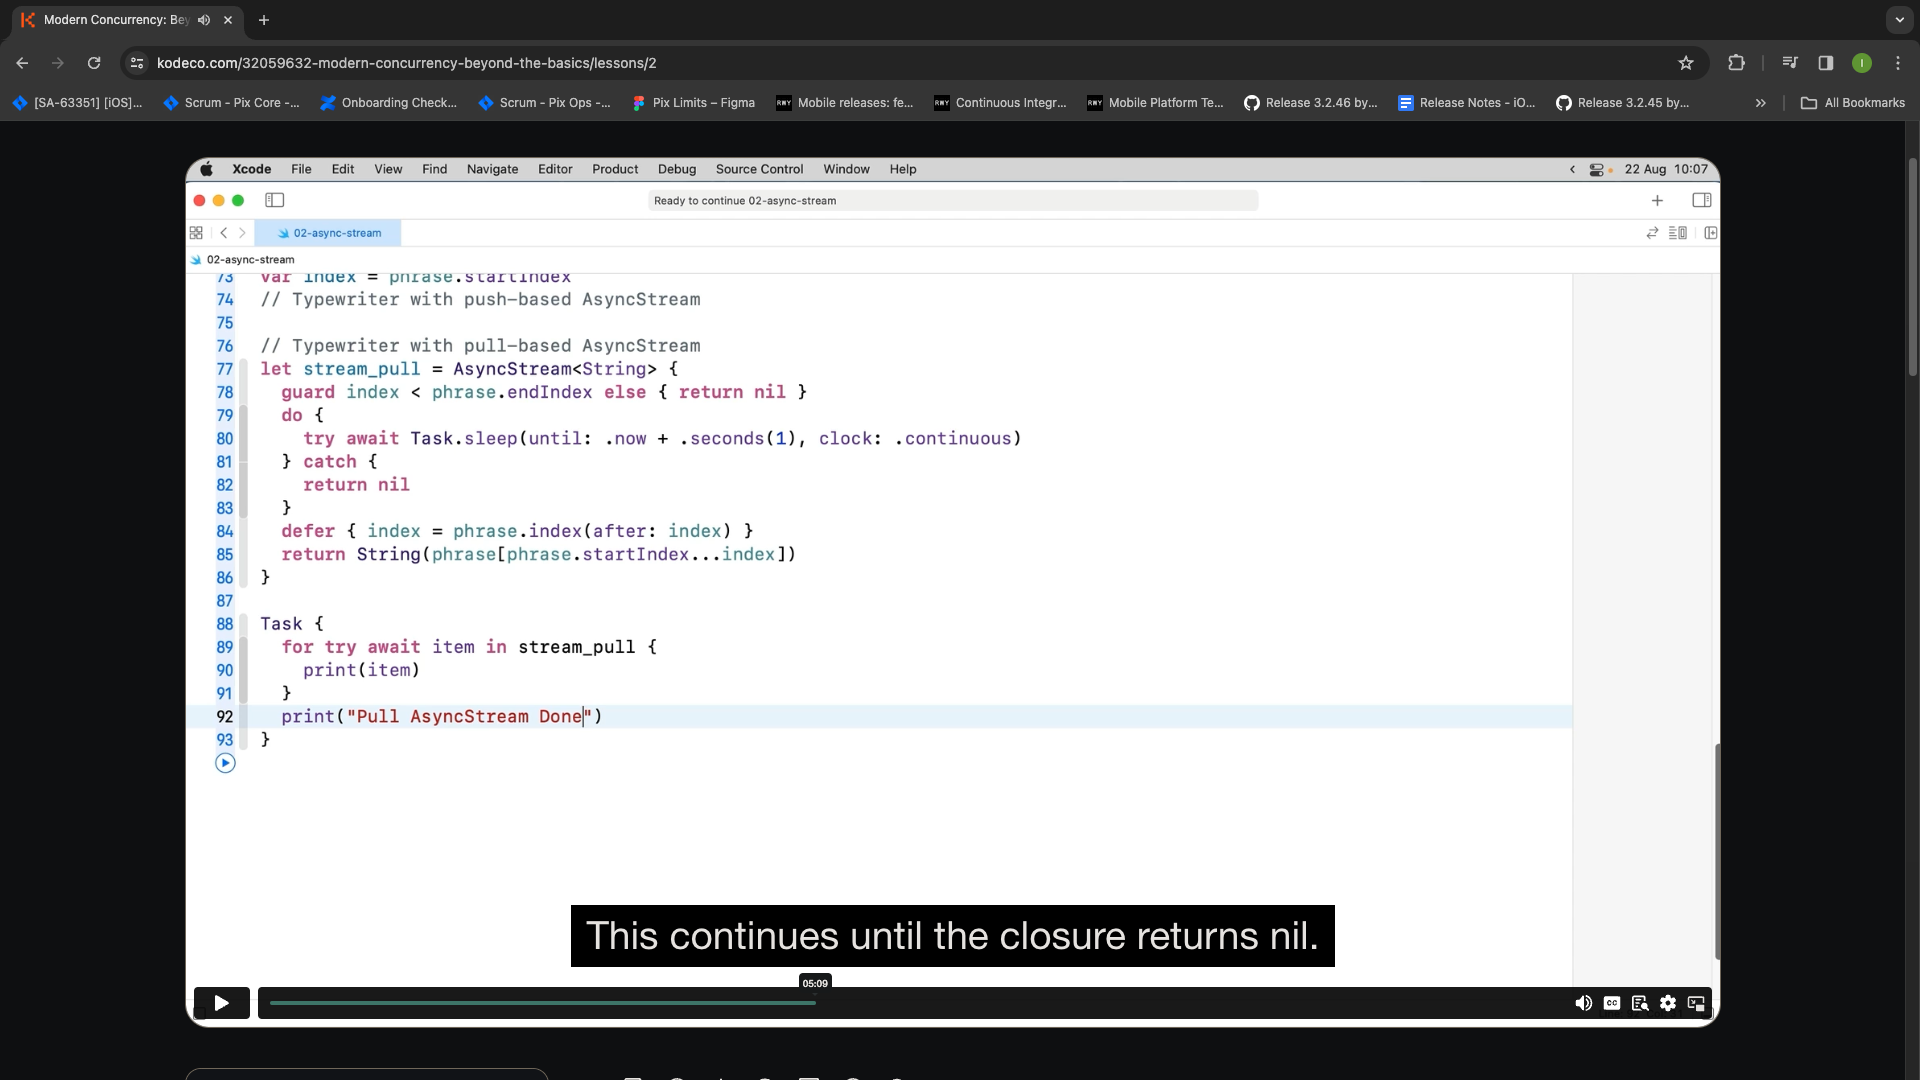 Modern Concurrency: Bey
kodeco.com/32059632-modern-concurrency-beyond-the-basics/lessons/2
I
[SA-63351] [iOS]...
Scrum - Pix Core -...
Onboarding Check...
Scrum - Pix Ops -...
Pix Limits – Figma
RWY
Mobile releases: fe...
RWY
Continuous Integr...
RWY
Mobile Platform Te...
Release 3.2.46 by...
Release Notes - iO...
Release 3.2.45 by...
»
All Bookmarks
Xcode File Edit View Find Navigate Editor Product Debug Source Control Window Help
22 Aug 10:07
Ready to continue 02-async-stream
02-async-stream
02-async-stream
73 var index = phrase.startIndex
74 // Typewriter with push-based AsyncStream
75
76 // Typewriter with pull-based AsyncStream
77 let stream_pull = AsyncStream<String> {
78 guard index < phrase.endIndex else { return nil }
79 do {
80 try await Task.sleep(until: .now + .seconds(1), clock: .continuous)
81 } catch {
82 return nil
83 }
84 defer { index = phrase.index(after: index) }
85 return String(phrase[phrase.startIndex...index])
86 }
87
88 Task {
89 for try await item in stream_pull {
90 print(item)
91 }
92 print("Pull AsyncStream Done")
93 }
This continues until the closure returns nil.
05:09
CC